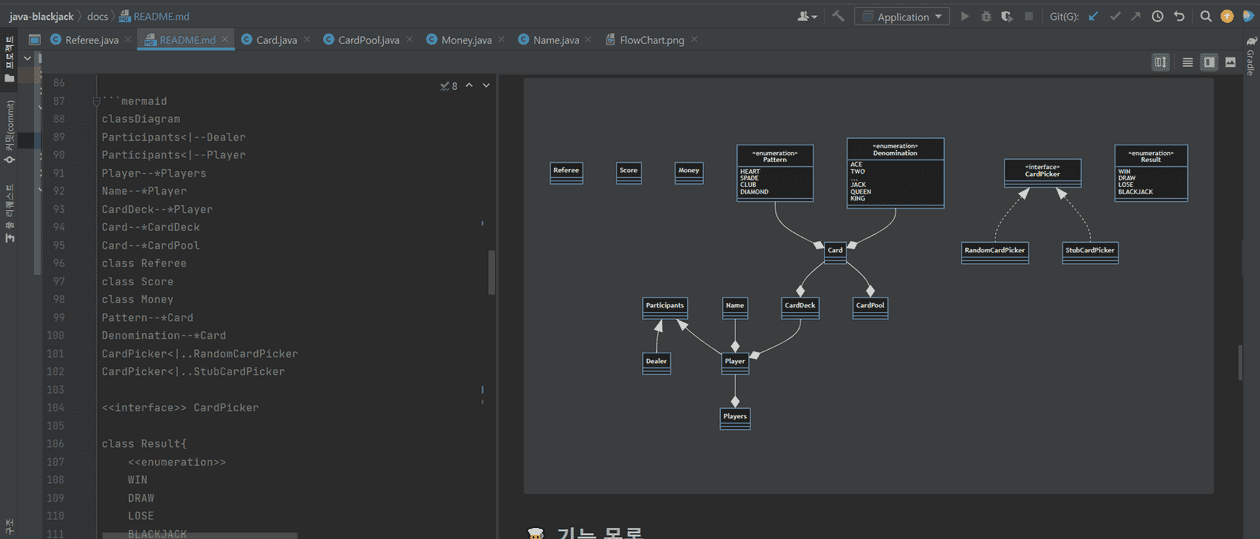 java-blackjack
docs
README.md
Application
Git(G):
프로젝트
Referee.java
README.md
Card.java
CardPool.java
Money.java
Name.java
FlowChart.png
Gradle
커밋(commit)
풀 리퀘스트
구조
8
86
87 ```mermaid
88 classDiagram
89 Participants<|--Dealer
90 Participants<|--Player
91 Player--*Players
92 Name--*Player
93 CardDeck--*Player
94 Card--*CardDeck
95 Card--*CardPool
96 class Referee
97 class Score
98 class Money
99 Pattern--*Card
100 Denomination--*Card
101 CardPicker<|..RandomCardPicker
102 CardPicker<|..StubCardPicker
103
104 <<interface>> CardPicker
105
106 class Result{
107 <<enumeration>>
108 WIN
109 DRAW
110 LOSE
111 BLACKJACK
Referee
Score
Money
«enumeration»
Pattern
HEART
SPADE
CLUB
DIAMOND
«enumeration»
Denomination
ACE
TWO
...
JACK
QUEEN
KING
«interface»
CardPicker
«enumeration»
Result
WIN
DRAW
LOSE
BLACKJACK
Card
RandomCardPicker
StubCardPicker
Participants
Name
CardDeck
CardPool
Dealer
Player
Players
기능 목록